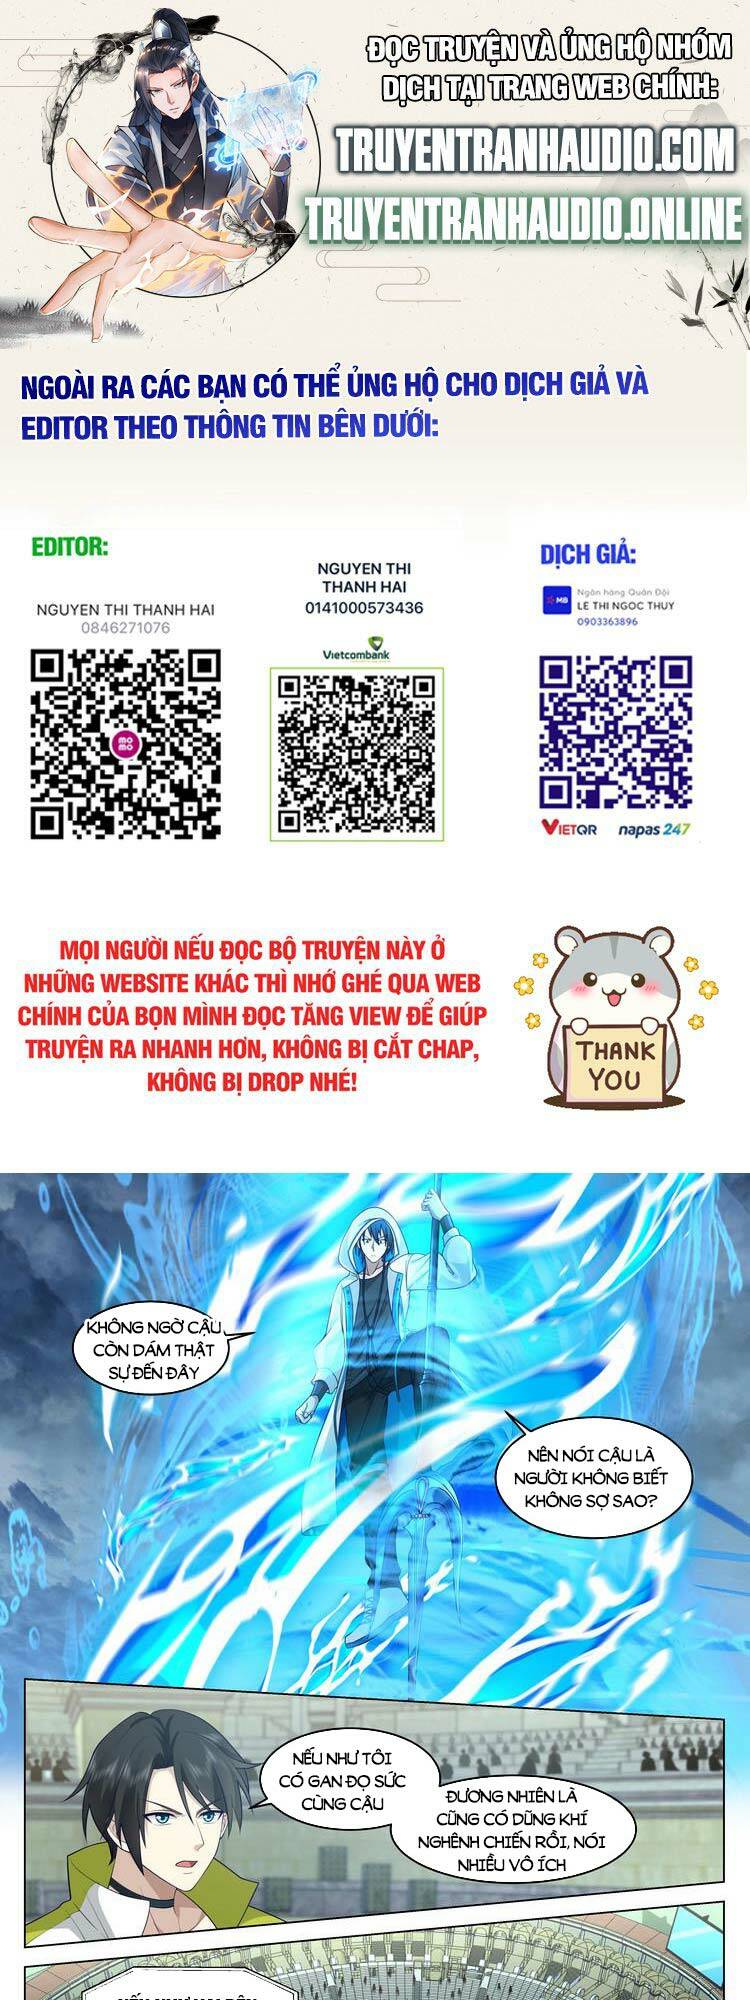 ĐỌC TRUYỆN VÀ ỦNG HỘ NHÓM
DỊCH TẠI TRANG WEB CHÍNH:
TRUYENTRANHAUDIO.COM
TRUYENTRANHAUDIO.ONLINE
NGOÀI RA CÁC BẠN CÓ THỂ ỦNG HỘ CHO DỊCH GIẢ VÀ
EDITOR THEO THÔNG TIN BÊN DƯỚI:
EDITOR:
NGUYEN THI THANH HAI
0846271076
momo
NGUYEN THI
THANH HAI
0141000573436
Vietcombank
DỊCH GIẢ:
MB
Ngân hàng Quân Đội
LE THI NGOC THUY
0903363896
VIETQR napas 247
MỌI NGƯỜI NẾU ĐỌC BỘ TRUYỆN NÀY Ở
NHỮNG WEBSITE KHÁC THÌ NHỚ GHÉ QUA WEB
CHÍNH CỦA BỌN MÌNH ĐỌC TĂNG VIEW ĐỂ GIÚP
TRUYỆN RA NHANH HƠN, KHÔNG BỊ CẮT CHAP,
KHÔNG BỊ DROP NHÉ!
THANK
YOU
KHÔNG NGỜ CẬU
CÒN DÁM THẬT
SỰ ĐẾN ĐÂY
NÊN NÓI CẬU LÀ
NGƯỜI KHÔNG BIẾT
KHÔNG SỢ SAO?
NẾU NHƯ TÔI
CÓ GAN ĐỌ SỨC
CÙNG CẬU
ĐƯƠNG NHIÊN LÀ
CŨNG CÓ DŨNG KHÍ
NGHÊNH CHIẾN RỒI, NÓI
NHIỀU VÔ ÍCH